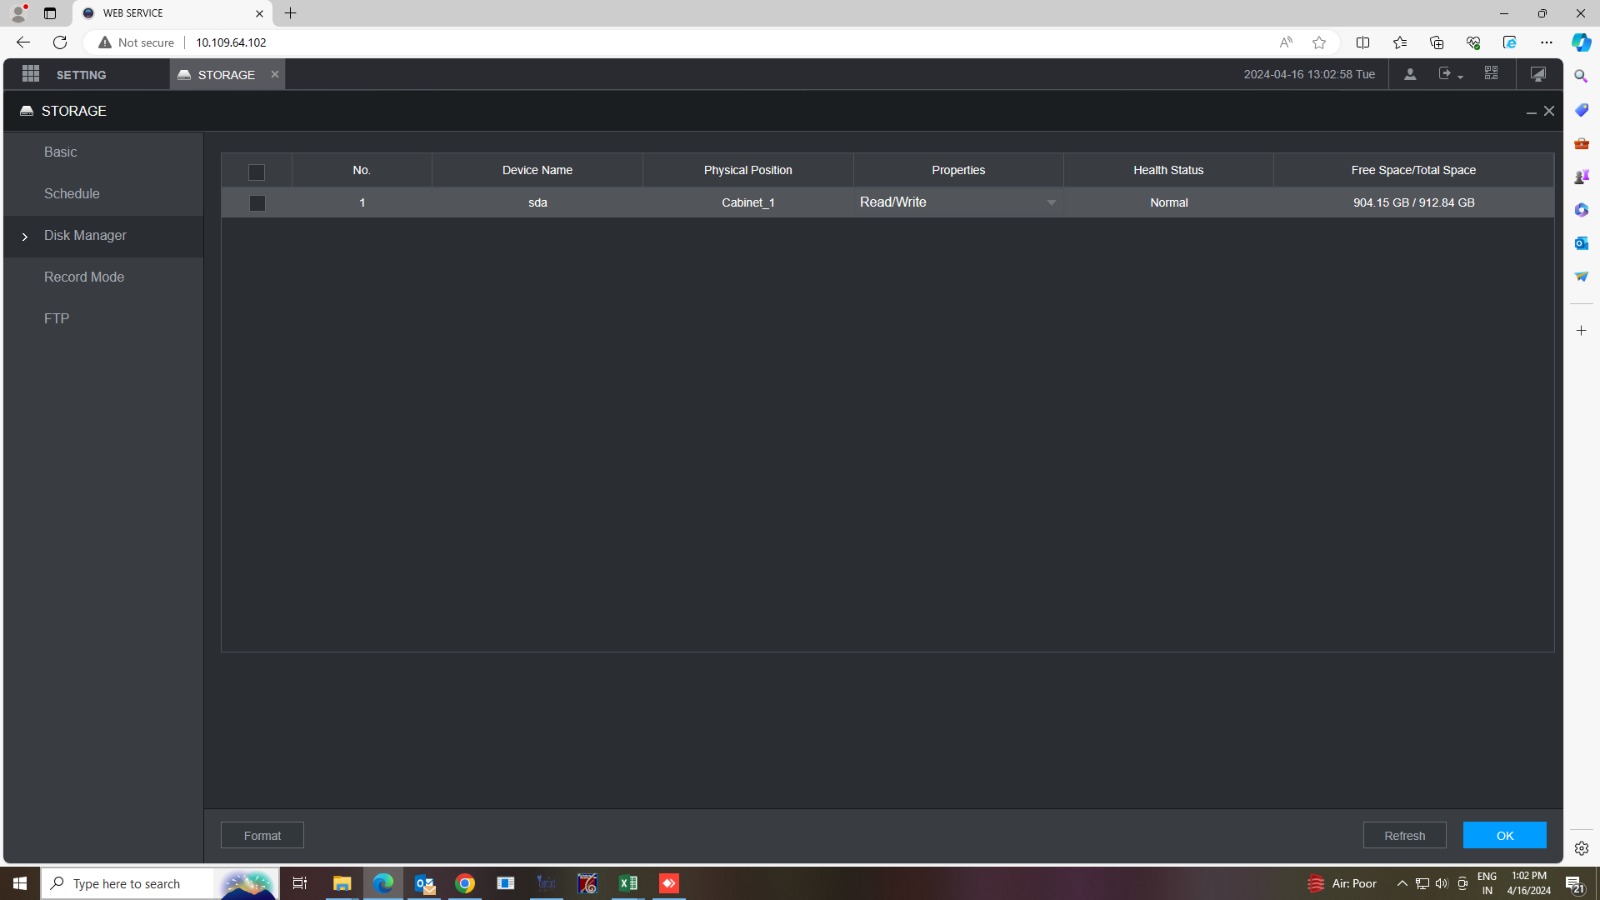 WEB SERVICE
Not secure
10.109.64.102
SETTING
STORAGE
2024-04-16 13:02:58 Tue
STORAGE
Basic
Schedule
Disk Manager
Record Mode
FTP
No. Device Name Physical Position Properties Health Status Free Space/Total Space
1 sda Cabinet_1 Read/Write Normal 904.15 GB / 912.84 GB
Format
Refresh
OK
Type here to search
Air: Poor
ENG
IN
1:02 PM
4/16/2024
21